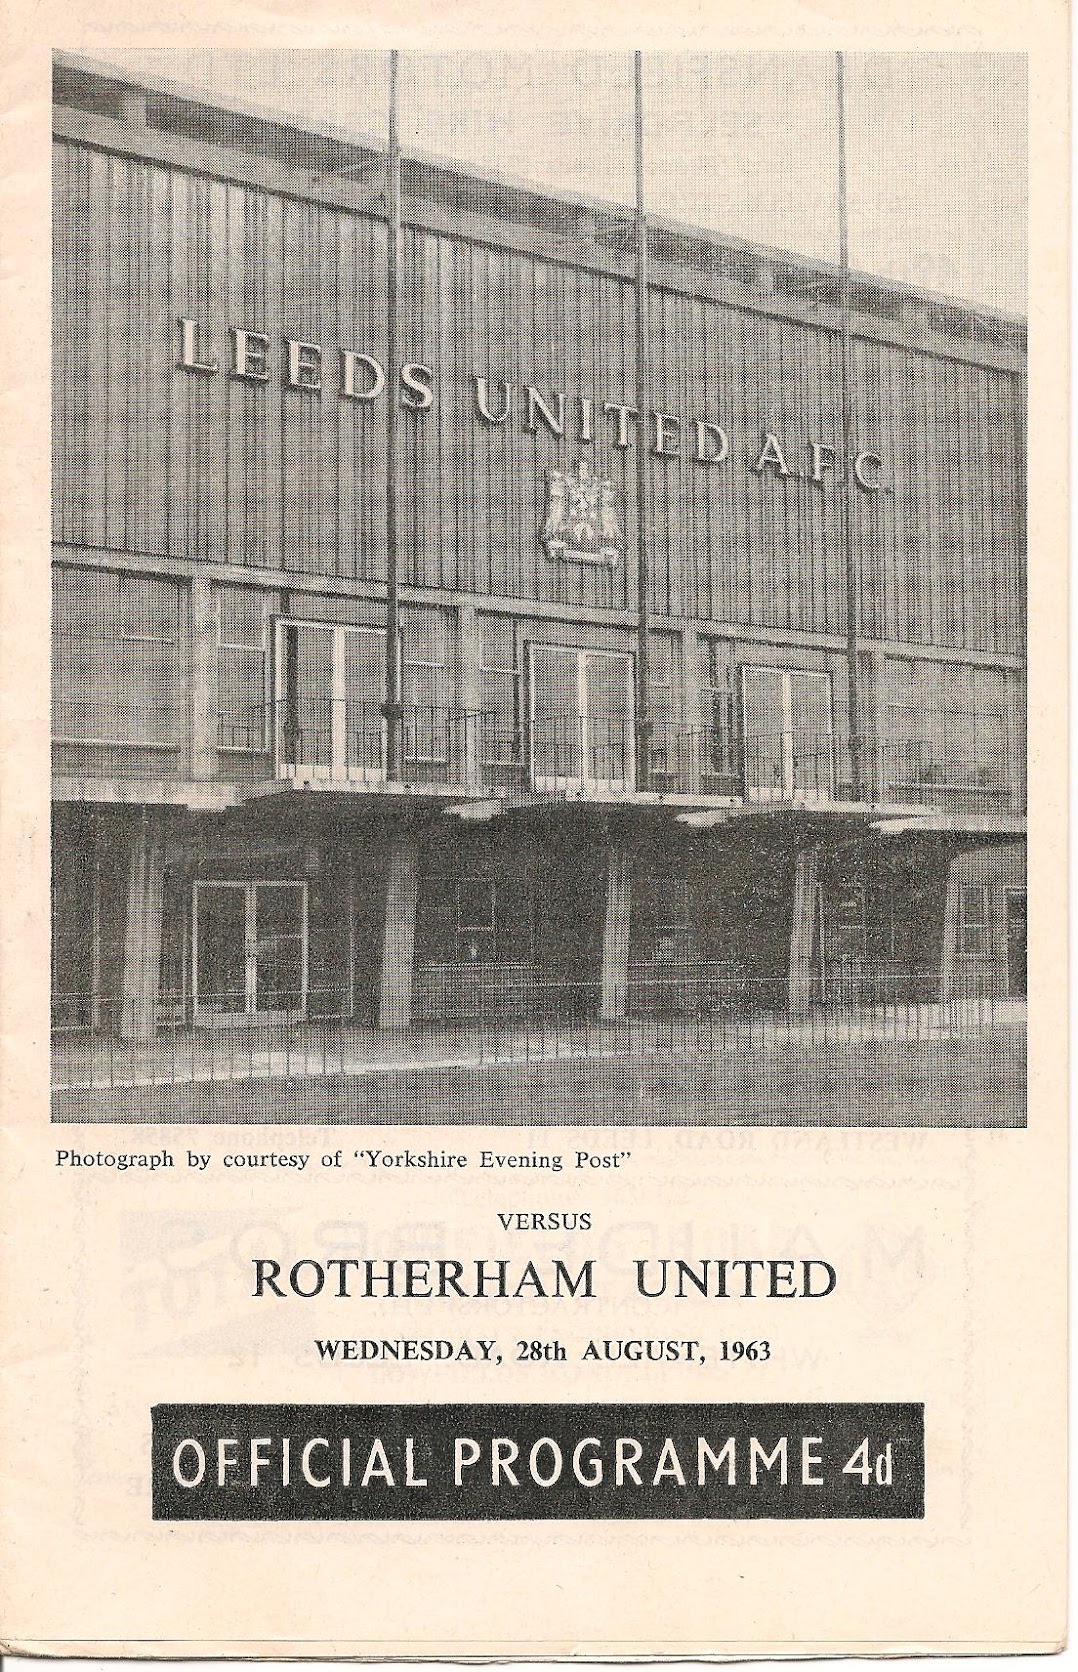 LEEDS UNITED A.F.C.
Photograph by courtesy of "Yorkshire Evening Post"
VERSUS
ROTHERHAM UNITED
WEDNESDAY, 28th AUGUST, 1963
OFFICIAL PROGRAMME 4d